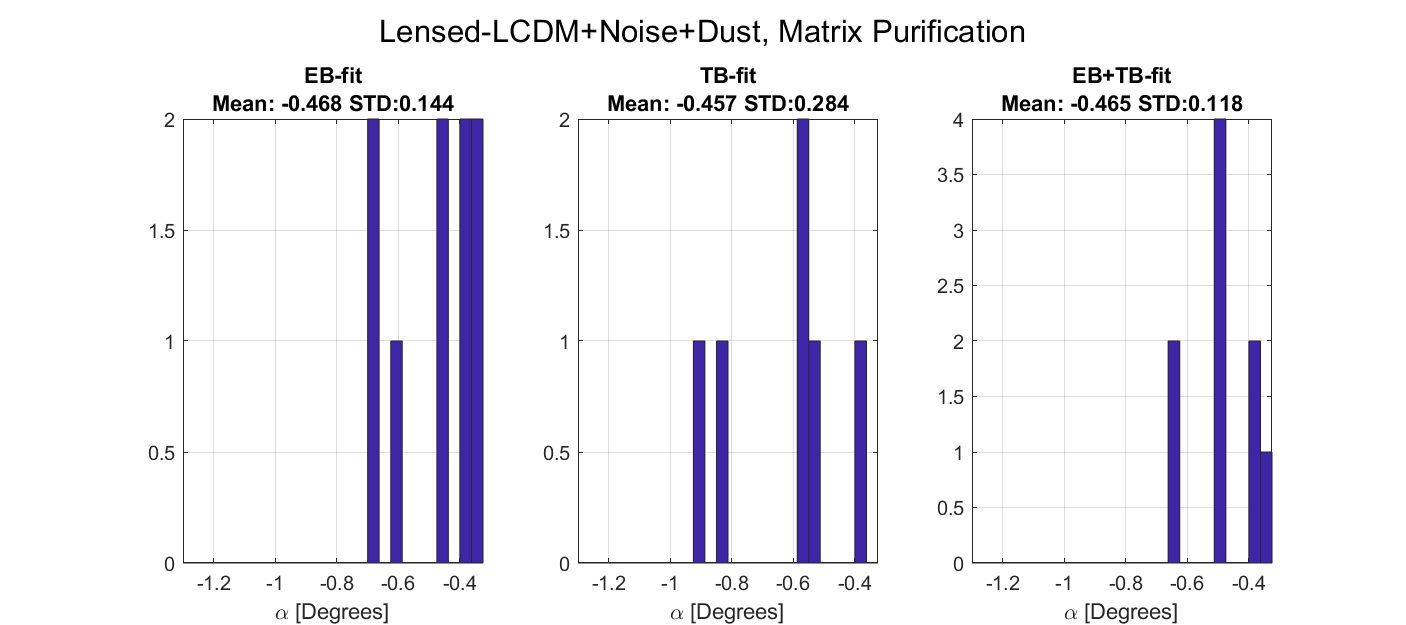 Lensed-LCDM+Noise+Dust, Matrix Purification
EB-fit
Mean: -0.468 STD:0.144
2
1.5
1
0.5
0
-1.2 -1 -0.8 -0.6 -0.4
α [Degrees]
TB-fit
Mean: -0.457 STD:0.284
2
1.5
1
0.5
0
-1.2 -1 -0.8 -0.6 -0.4
α [Degrees]
EB+TB-fit
Mean: -0.465 STD:0.118
4
3.5
3
2.5
2
1.5
1
0.5
0
-1.2 -1 -0.8 -0.6 -0.4
α [Degrees]